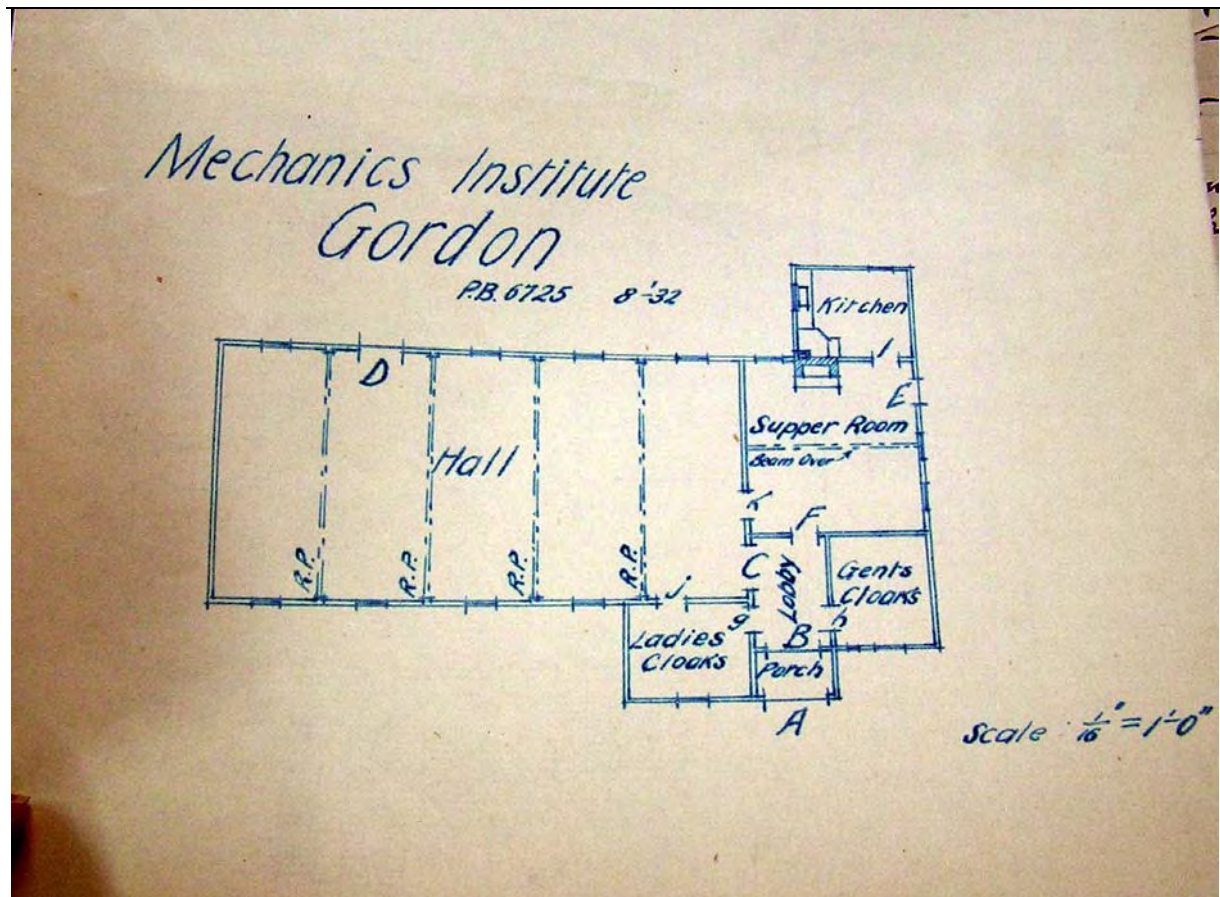 Mechanics Institute
Gordon
P.B. 6725 8-'32
Kitchen
I
D
E
Supper Room
Beam Over
Hall
K
F
R.P. R.P. R.P. R.P.
C
Lobby
Gents
Cloaks
J
g
h
Ladies'
Cloaks
B
Porch
A
Scale : 1/16" = 1'-0"